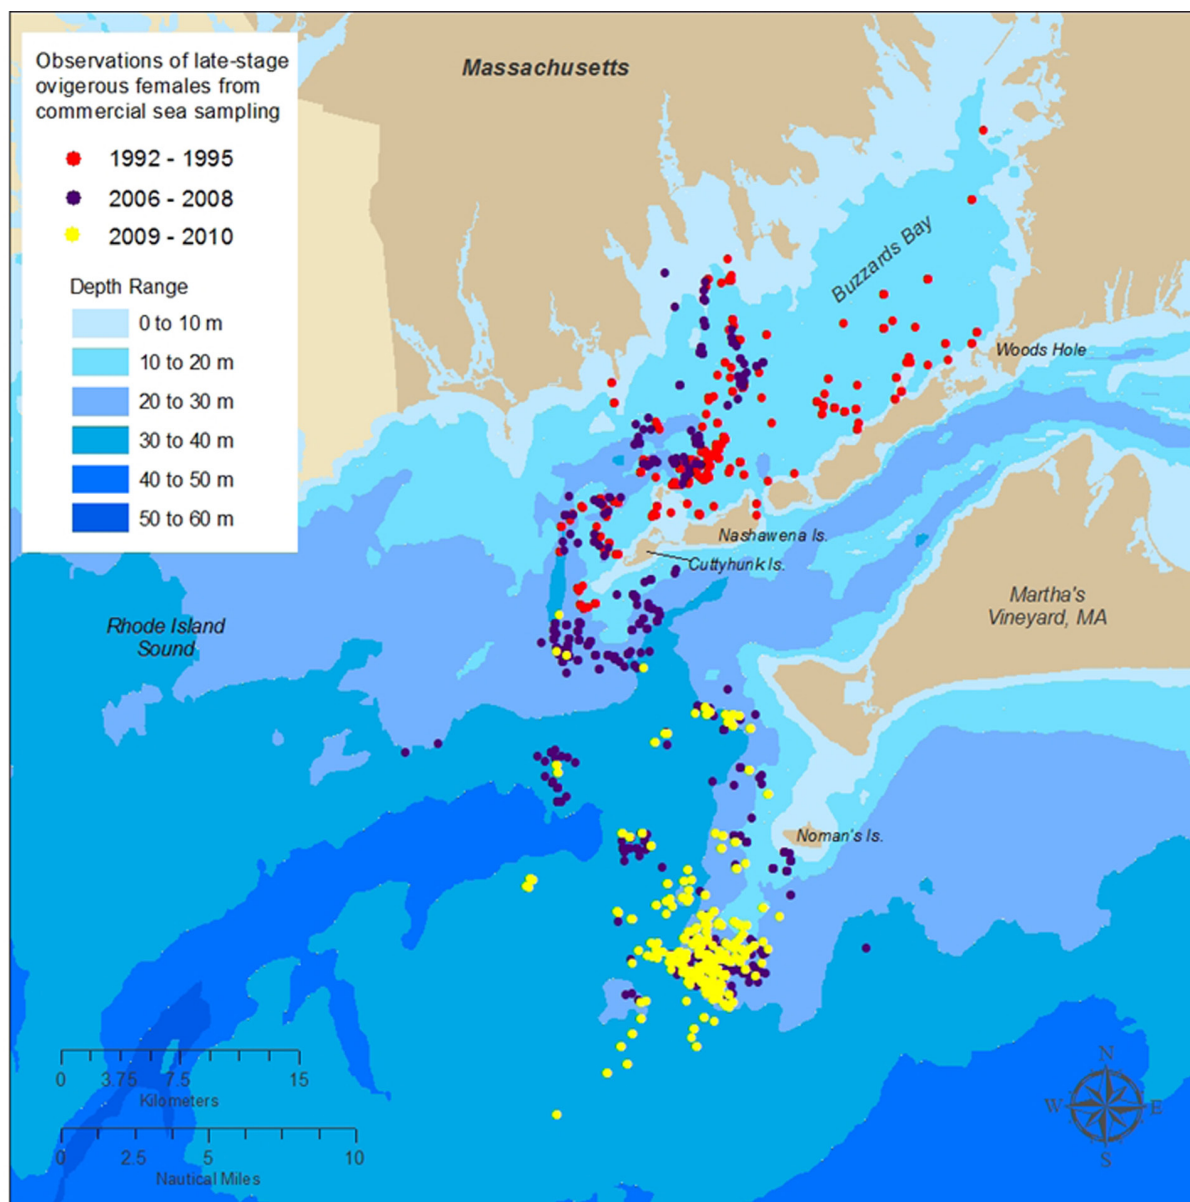 Observations of late-stage
ovigerous females from
commercial sea sampling
1992 - 1995
2006 - 2008
2009 - 2010
Depth Range
0 to 10 m
10 to 20 m
20 to 30 m
30 to 40 m
40 to 50 m
50 to 60 m
Massachusetts
Buzzards Bay
Woods Hole
Nashawena Is.
Cuttyhunk Is.
Martha's
Vineyard, MA
Rhode Island
Sound
Noman's Is.
0 3.75 7.5 15
Kilometers
0 2.5 5 10
Nautical Miles
N
W E
S